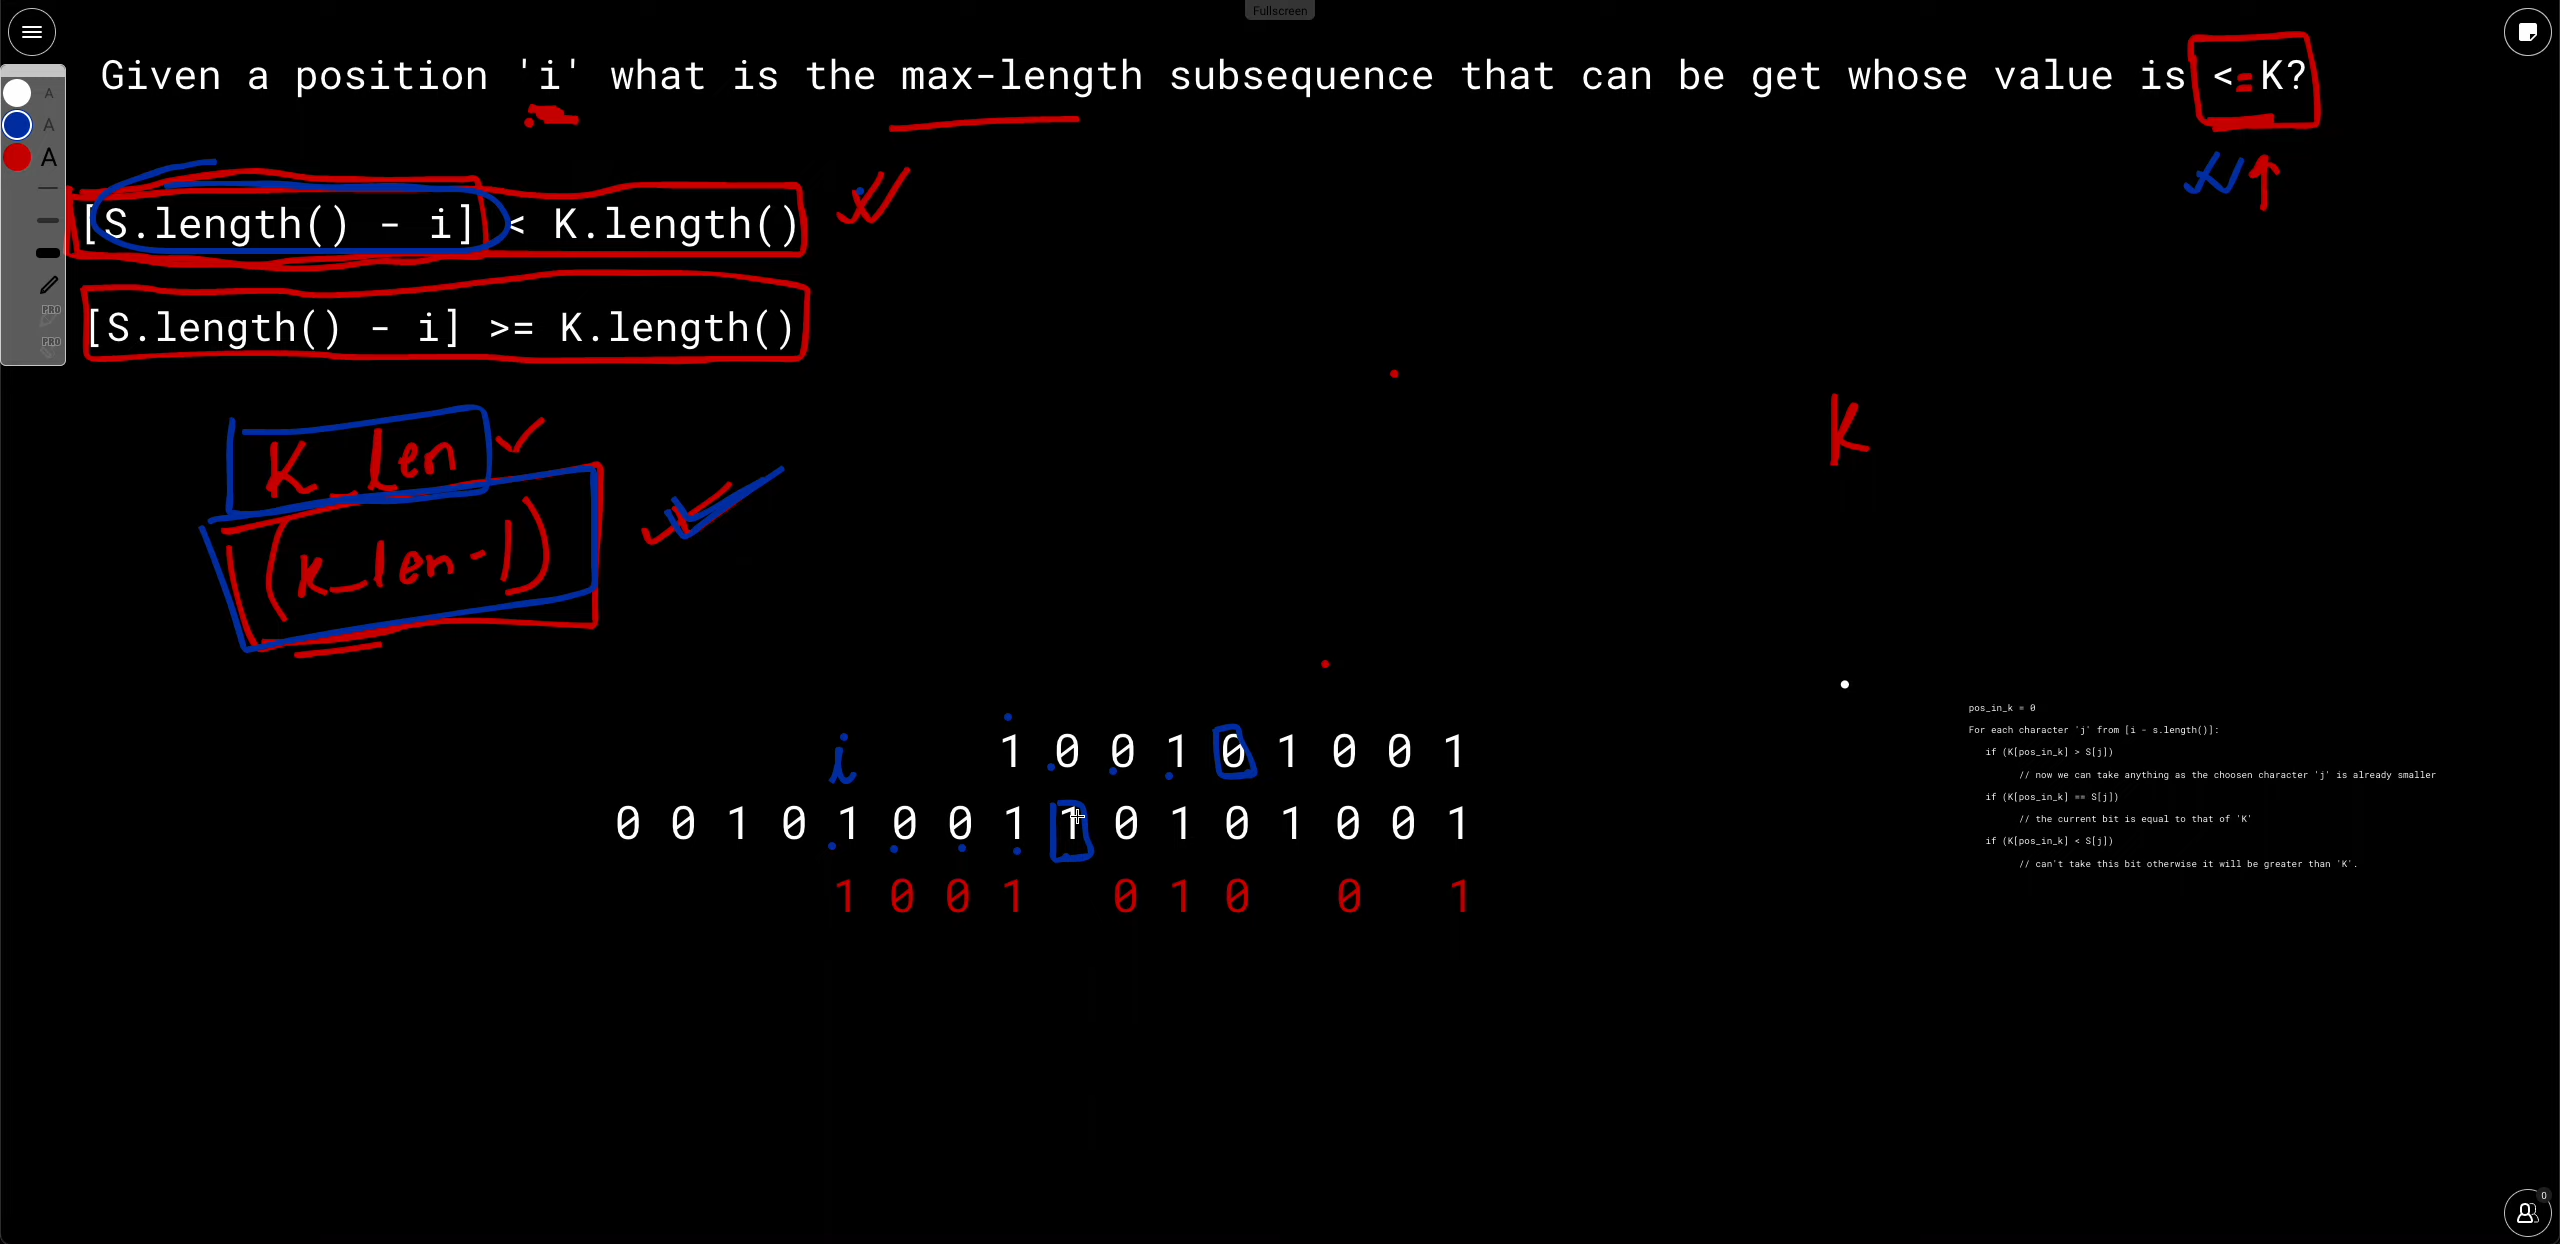 Fullscreen
Given a position 'i' what is the max-length subsequence that can be get whose value is <=K?
A
A
A
[S.length() - i] < K.length()
[S.length() - i] >= K.length()
PRO
PRO
K
K_len
(k_len-1)
i
1 0 0 1 0 1 0 0 1
0 0 1 0 1 0 0 1 1 0 1 0 1 0 0 1
1 0 0 1 0 1 0 0 1
pos_in_k = 0
For each character 'j' from [i - s.length()]:
if (K[pos_in_k] > S[j])
// now we can take anything as the choosen character 'j' is already smaller
if (K[pos_in_k] == S[j])
// the current bit is equal to that of 'K'
if (K[pos_in_k] < S[j])
// can't take this bit otherwise it will be greater than 'K'.
0